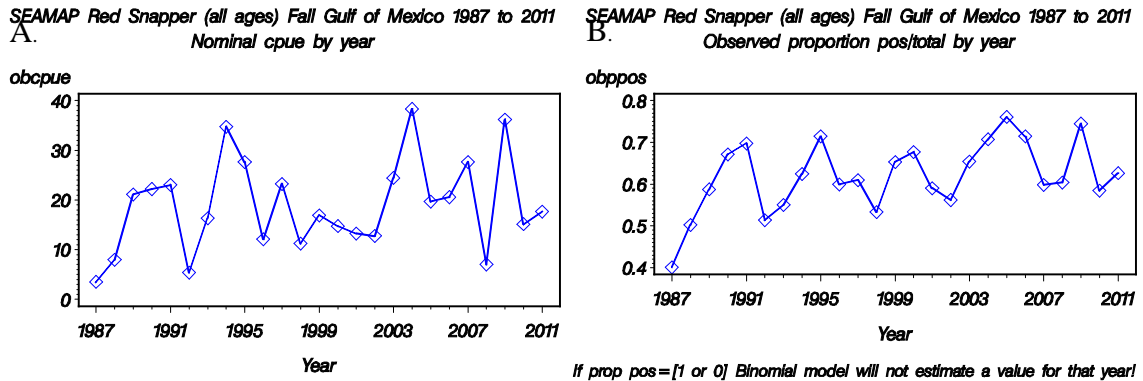 SEAMAP Red Snapper (all ages) Fall Gulf of Mexico 1987 to 2011
A.
Nominal cpue by year
obcpue
40
30
20
10
0
1987 1991 1995 1999 2003 2007 2011
Year
SEAMAP Red Snapper (all ages) Fall Gulf of Mexico 1987 to 2011
B.
Observed proportion pos/total by year
obppos
0.8
0.7
0.6
0.5
0.4
1987 1991 1995 1999 2003 2007 2011
Year
If prop pos=[1 or 0] Binomial model will not estimate a value for that year!